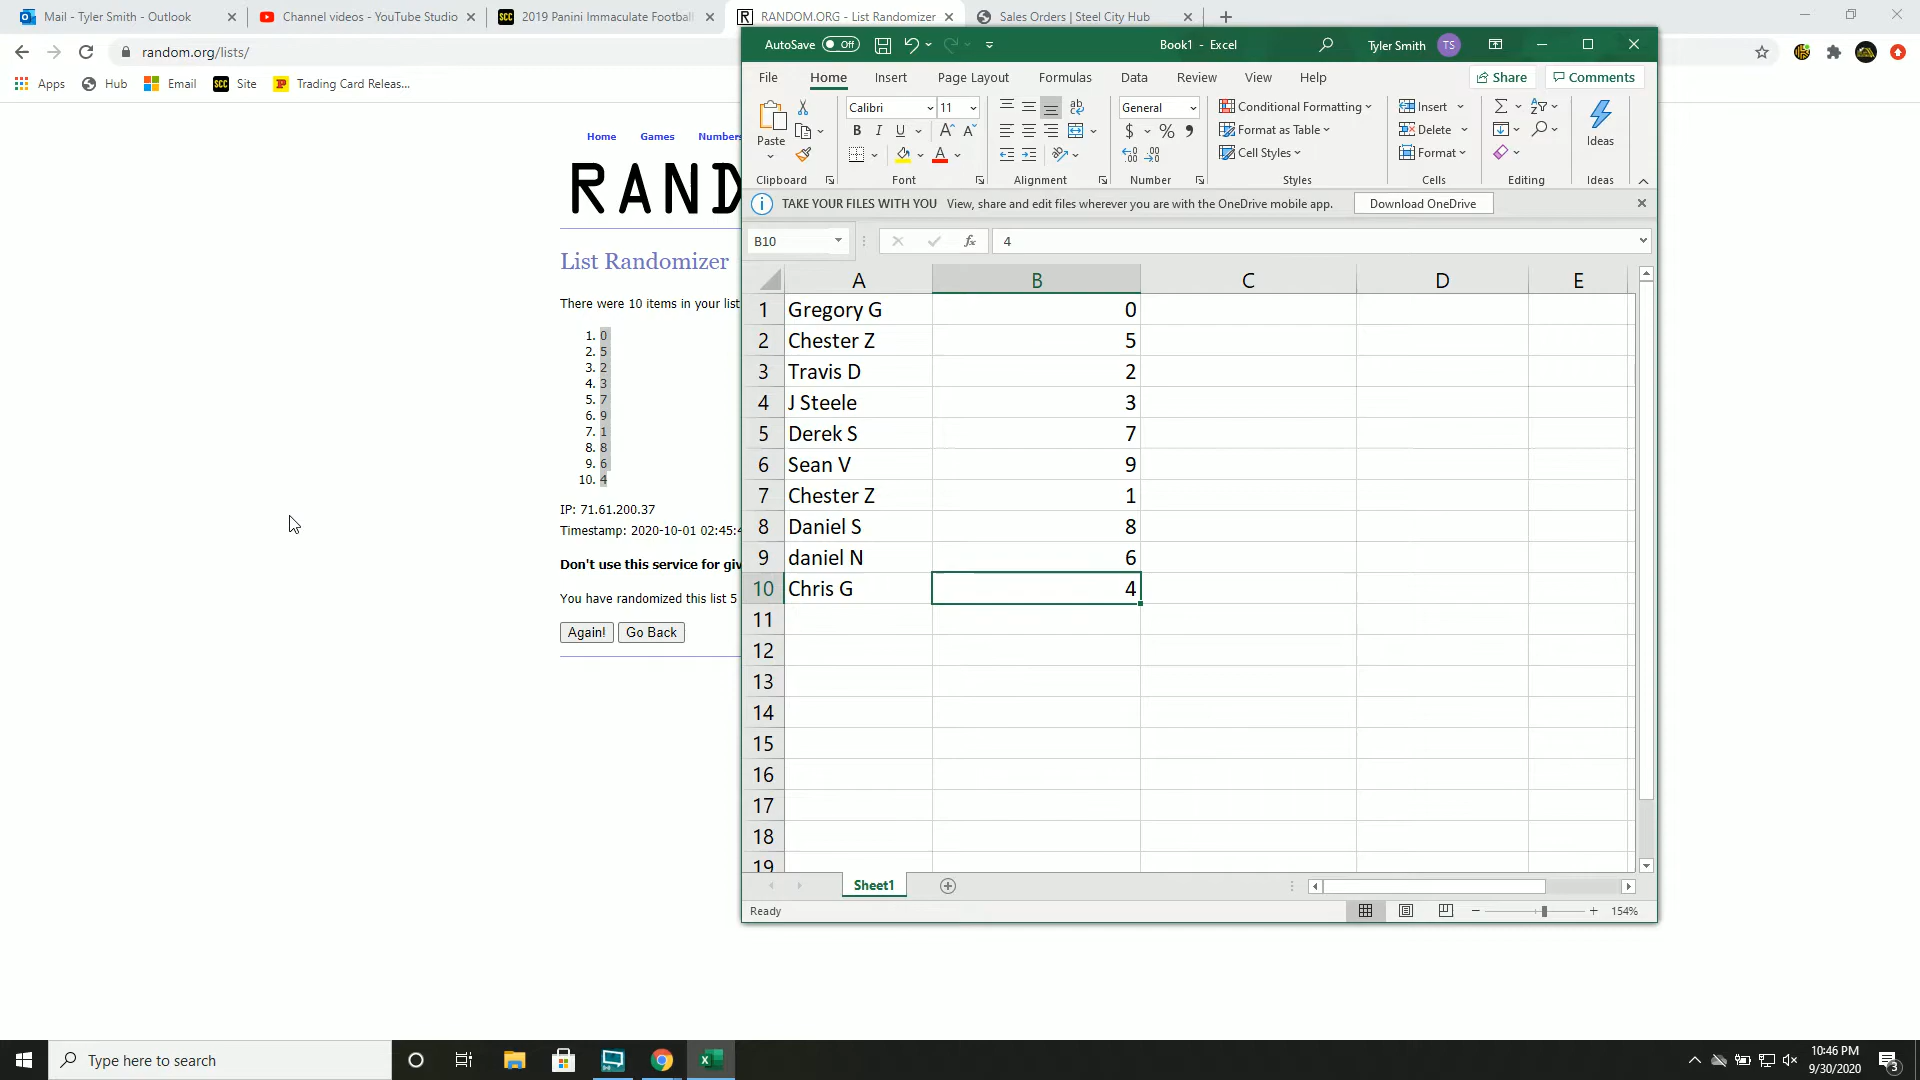 Mail - Tyler Smith - Outlook
Channel videos - YouTube Studio
SCC 2019 Panini Immaculate Football
R RANDOM.ORG - List Randomizer
Sales Orders | Steel City Hub
random.org/lists/
Apps Hub Email SCC Site Trading Card Releas...
Home Games Numbers
RAND
List Randomizer
There were 10 items in your list
1. 0
2. 5
3. 2
4. 3
5. 7
6. 9
7. 1
8. 8
9. 6
10. 4
IP: 71.61.200.37
Timestamp: 2020-10-01 02:45:4
Don't use this service for giv
You have randomized this list 5
Again! Go Back
AutoSave Off Book1 - Excel Tyler Smith TS
File Home Insert Page Layout Formulas Data Review View Help Share Comments
Paste
Clipboard
Calibri 11
B I U A A
A
Font
ab
Alignment
General
$ % 9
Number
Conditional Formatting
Format as Table
Cell Styles
Styles
Insert
Delete
Format
Cells
Editing
Ideas
Ideas
TAKE YOUR FILES WITH YOU View, share and edit files wherever you are with the OneDrive mobile app. Download OneDrive
B10 fx 4
A B C D E
1 Gregory G 0
2 Chester Z 5
3 Travis D 2
4 J Steele 3
5 Derek S 7
6 Sean V 9
7 Chester Z 1
8 Daniel S 8
9 daniel N 6
10 Chris G 4
11
12
13
14
15
16
17
18
19
Sheet1
Ready 154%
Type here to search
10:46 PM
9/30/2020
3